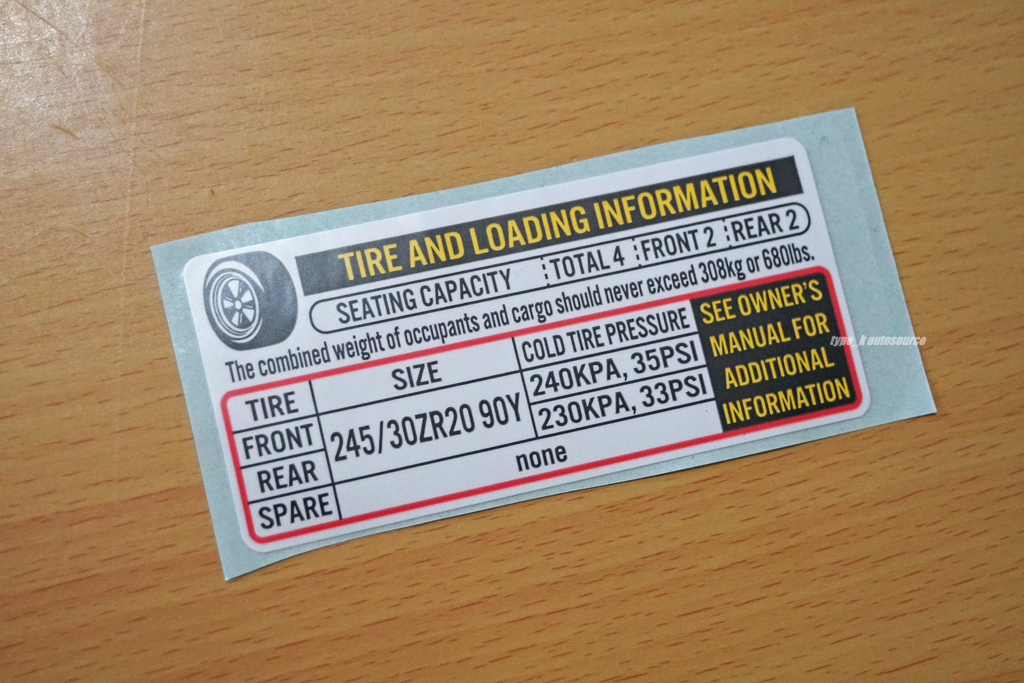 TIRE AND LOADING INFORMATION
SEATING CAPACITY TOTAL 4 FRONT 2 REAR 2
The combined weight of occupants and cargo should never exceed 308kg or 680lbs.
TIRE SIZE COLD TIRE PRESSURE
FRONT 245/30ZR20 90Y 240KPA, 35PSI
REAR 230KPA, 33PSI
SPARE none
SEE OWNER'S
MANUAL FOR
ADDITIONAL
INFORMATION
type_k autosource